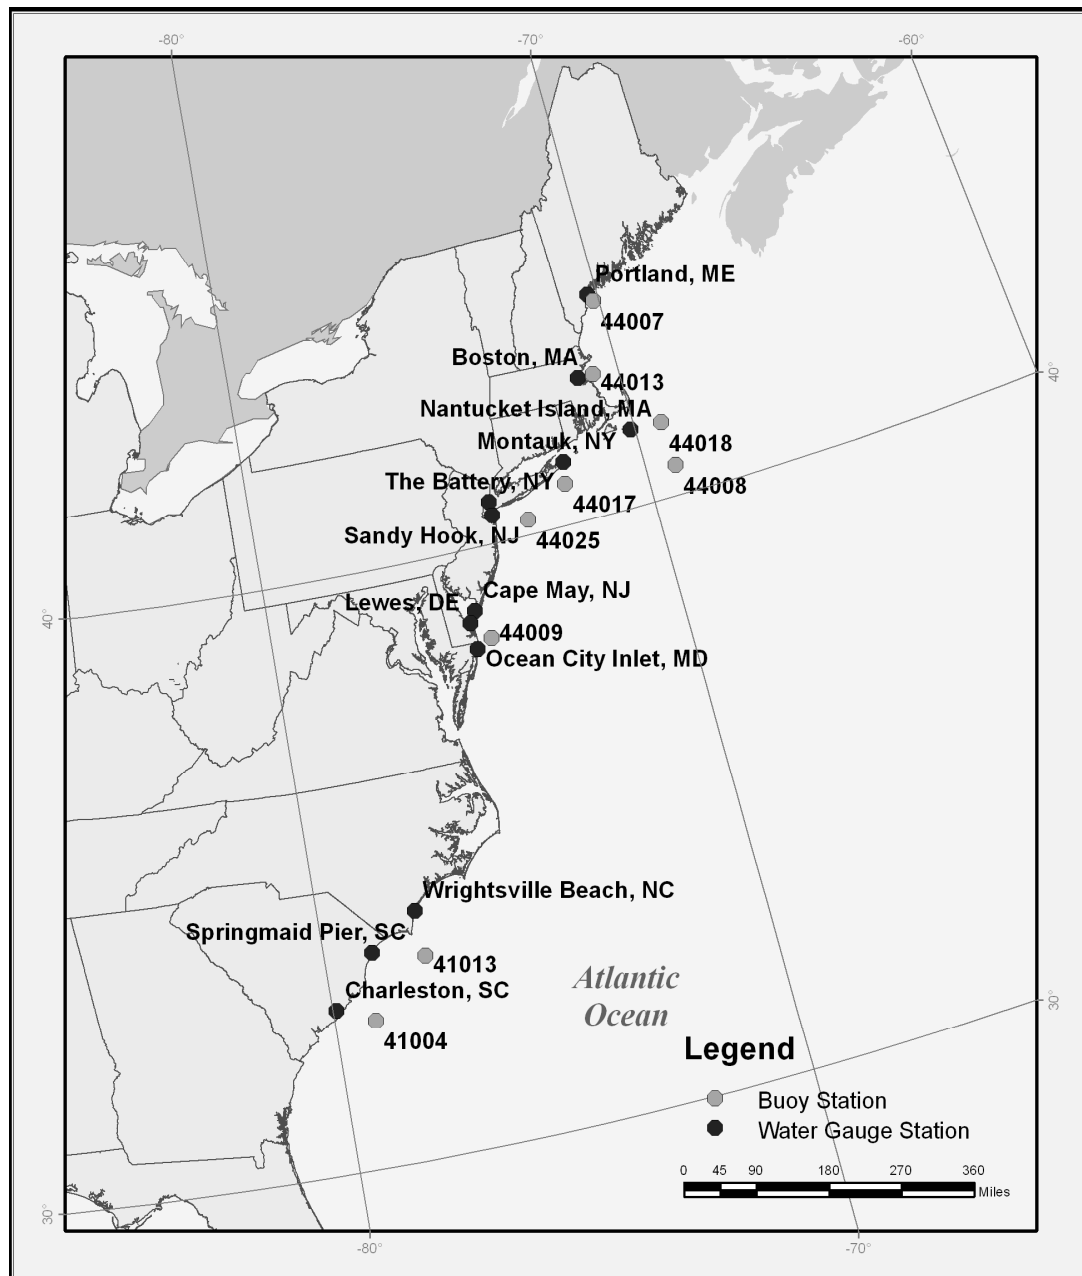 -80°
-70°
-60°
Portland, ME
44007
Boston, MA
44013
40°
Nantucket Island, MA
Montauk, NY
44018
The Battery, NY
44008
44017
Sandy Hook, NJ
44025
Cape May, NJ
Lewes, DE
40°
44009
Ocean City Inlet, MD
Wrightsville Beach, NC
Springmaid Pier, SC
41013
Atlantic
Ocean
Charleston, SC
30°
41004
Legend
Buoy Station
Water Gauge Station
0 45 90 180 270 360
Miles
30°
-80°
-70°